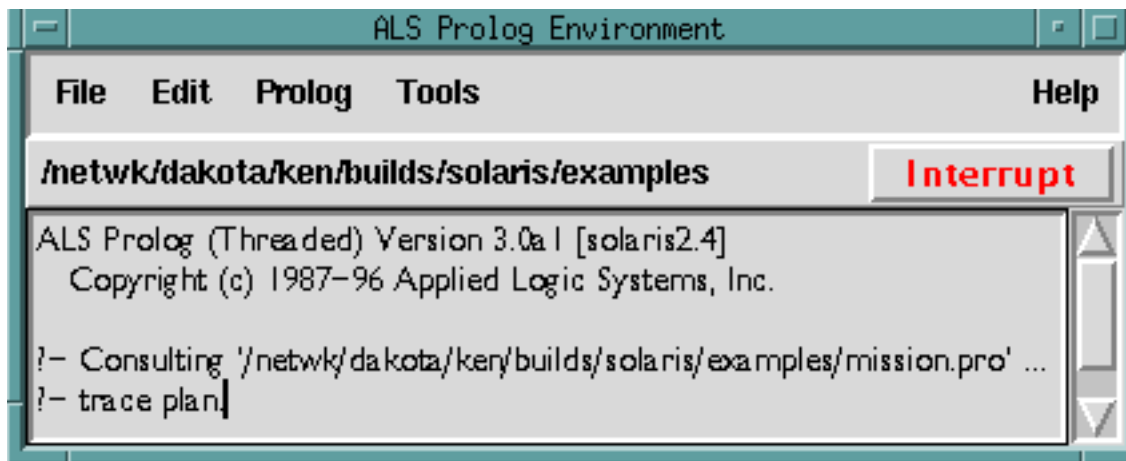 ALS Prolog Environment
File Edit Prolog Tools Help
/netwk/dakota/ken/builds/solaris/examples Interrupt
ALS Prolog (Threaded) Version 3.0a1 [solaris2.4]
Copyright (c) 1987-96 Applied Logic Systems, Inc.
?- Consulting '/netwk/dakota/ken/builds/solaris/examples/mission.pro' ...
?- trace plan.